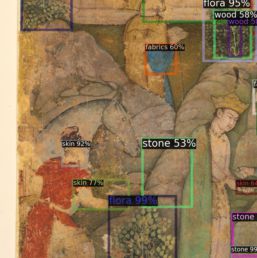 flora 95%
wood 58%
fabrics 60%
skin 92%
stone 53%
skin 77%
flora 99%
stone
stone 99